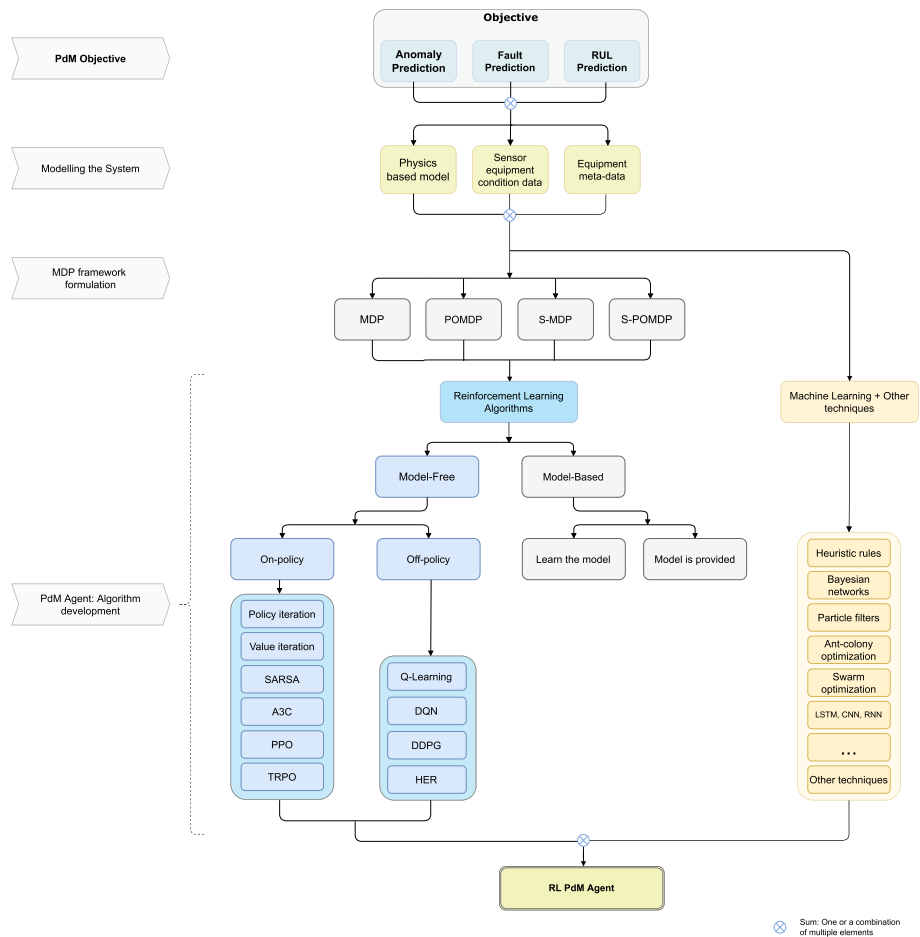 Objective
PdM Objective
Anomaly
Prediction
Fault
Prediction
RUL
Prediction
Modelling the System
Physics
based model
Sensor
equipment
condition data
Equipment
meta-data
MDP framework
formulation
MDP
POMDP
S-MDP
S-POMDP
Reinforcement Learning
Algorithms
Machine Learning + Other
techniques
Model-Free
Model-Based
On-policy
Off-policy
Learn the model
Model is provided
PdM Agent: Algorithm
development
Policy iteration
Value iteration
SARSA
A3C
PPO
TRPO
Q-Learning
DQN
DDPG
HER
Heuristic rules
Bayesian
networks
Particle filters
Ant-colony
optimization
Swarm
optimization
LSTM, CNN, RNN
...
Other techniques
RL PdM Agent
Sum: One or a combination
of multiple elements